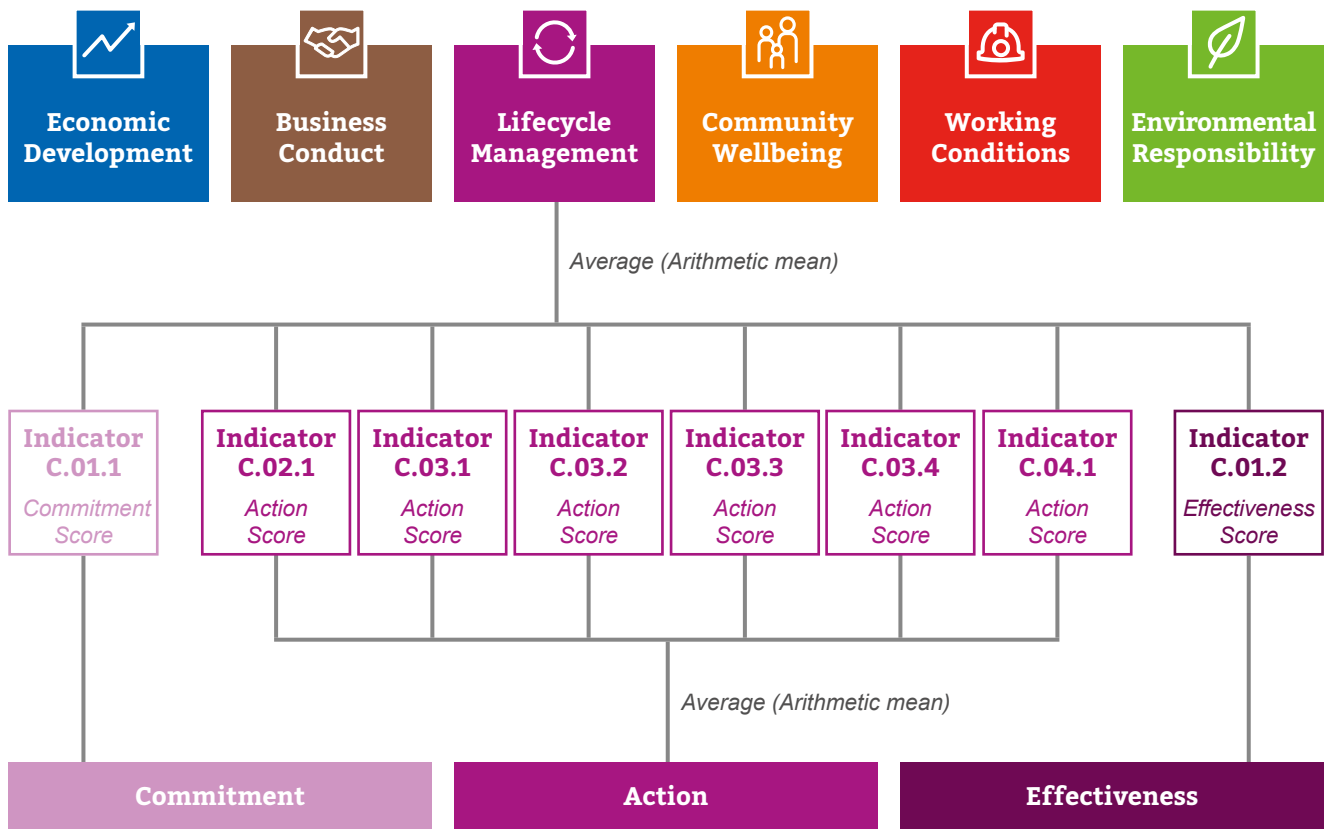 Economic
Development
Business
Conduct
Lifecycle
Management
Community
Wellbeing
Working
Conditions
Environmental
Responsibility
Average (Arithmetic mean)
Indicator
C.01.1
Commitment
Score
Indicator
C.02.1
Action
Score
Indicator
C.03.1
Action
Score
Indicator
C.03.2
Action
Score
Indicator
C.03.3
Action
Score
Indicator
C.03.4
Action
Score
Indicator
C.04.1
Action
Score
Indicator
C.01.2
Effectiveness
Score
Average (Arithmetic mean)
Commitment
Action
Effectiveness